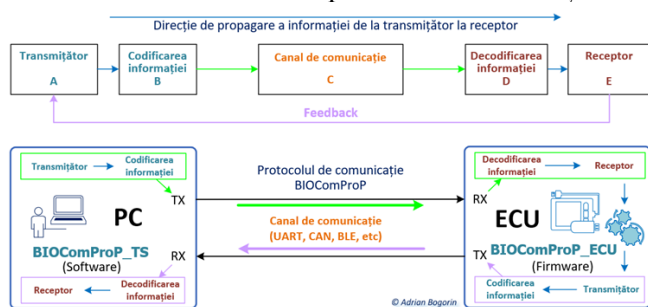 Direcție de propagare a informației de la transmițător la receptor
Transmițător
A
Codificarea
informației
B
Canal de comunicație
C
Decodificarea
informației
D
Receptor
E
Feedback
Transmițător
Codificarea
informației
TX
PC
BIOComProP_TS
(Software)
RX
Receptor
Decodificarea
informației
Protocolul de comunicație
BIOComProP
Canal de comunicație
(UART, CAN, BLE, etc)
Decodificarea
informației
Receptor
RX
ECU
BIOComProP_ECU
(Firmware)
TX
Codificarea
informației
Transmițător
© Adrian Bogorin